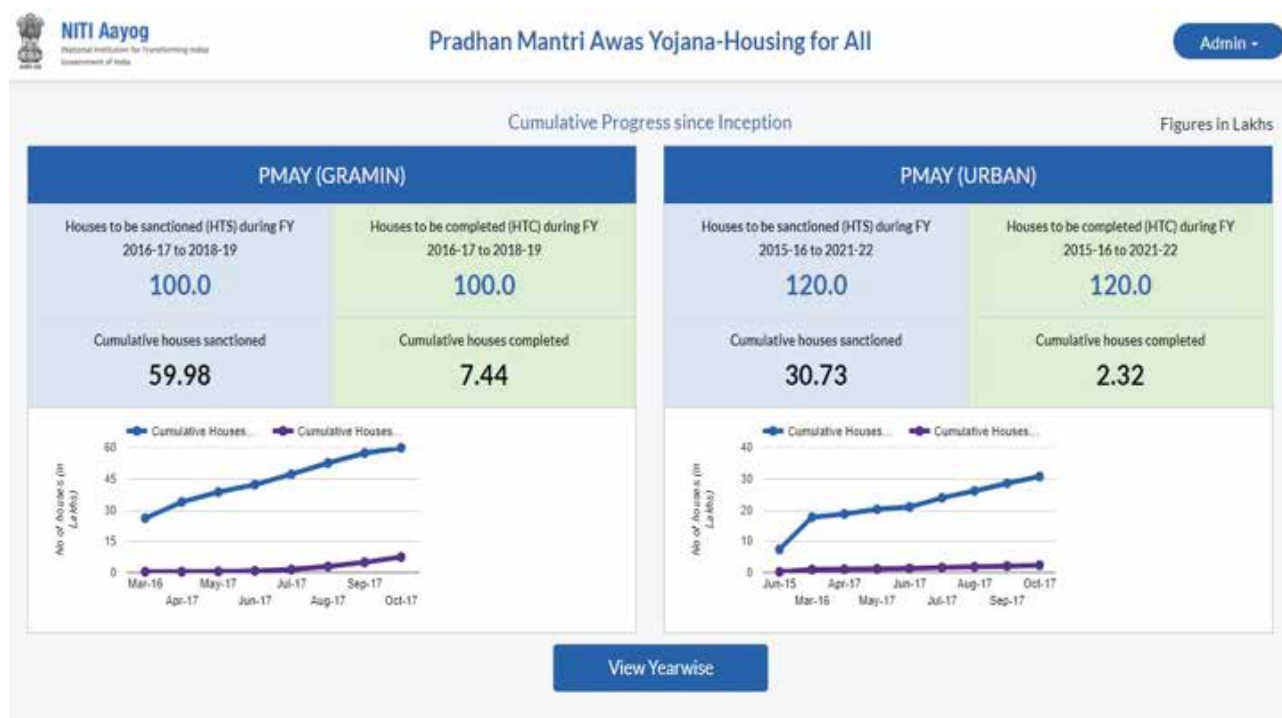 NITI Aayog
(National Institution for Transforming India)
Government of India
Pradhan Mantri Awas Yojana-Housing for All
Admin
Cumulative Progress since Inception
Figures in Lakhs
PMAY (GRAMIN)
Houses to be sanctioned (HTS) during FY
2016-17 to 2018-19
100.0
Houses to be completed (HTC) during FY
2016-17 to 2018-19
100.0
Cumulative houses sanctioned
59.98
Cumulative houses completed
7.44
Cumulative Houses...
Cumulative Houses...
No of houses (in
Lakhs)
60
45
30
15
0
Mar-16
Apr-17
May-17
Jun-17
Jul-17
Aug-17
Sep-17
Oct-17
PMAY (URBAN)
Houses to be sanctioned (HTS) during FY
2015-16 to 2021-22
120.0
Houses to be completed (HTC) during FY
2015-16 to 2021-22
120.0
Cumulative houses sanctioned
30.73
Cumulative houses completed
2.32
Cumulative Houses...
Cumulative Houses...
No of houses (in
Lakhs)
40
30
20
10
0
Jun-15
Mar-16
Apr-17
May-17
Jun-17
Jul-17
Aug-17
Sep-17
Oct-17
View Yearwise